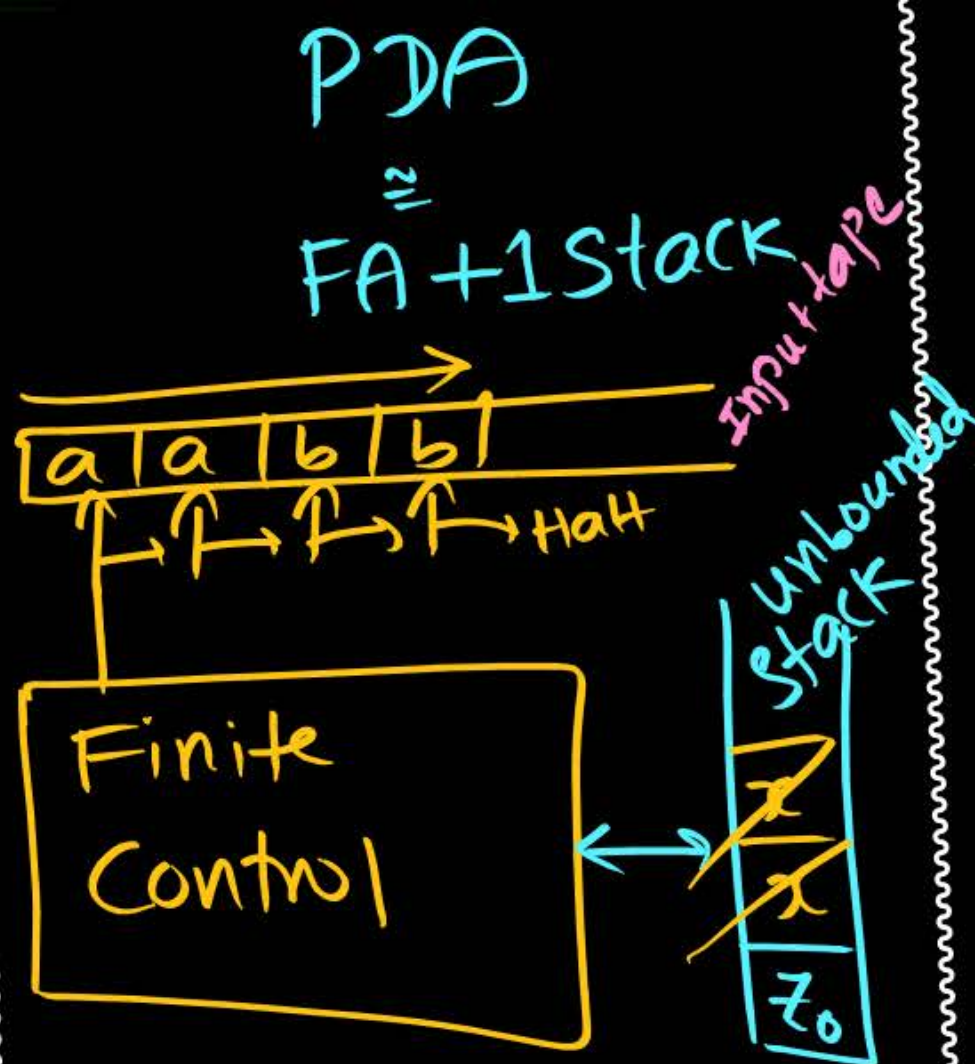 PDA
≅
FA+1Stack
Input tape
a a b b
Halt
unbounded
Stack
Finite
Control
x
x
Z₀